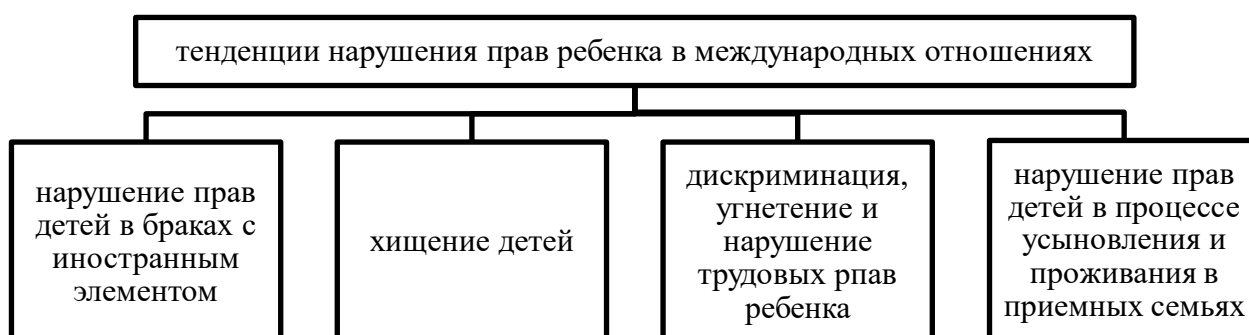 тенденции нарушения прав ребенка в международных отношениях
нарушение прав
детей в браках с
иностранным
элементом
хищение детей
дискриминация,
угнетение и
нарушение
трудовых рпав
ребенка
нарушение прав
детей в процессе
усыновления и
проживания в
приемных семьях